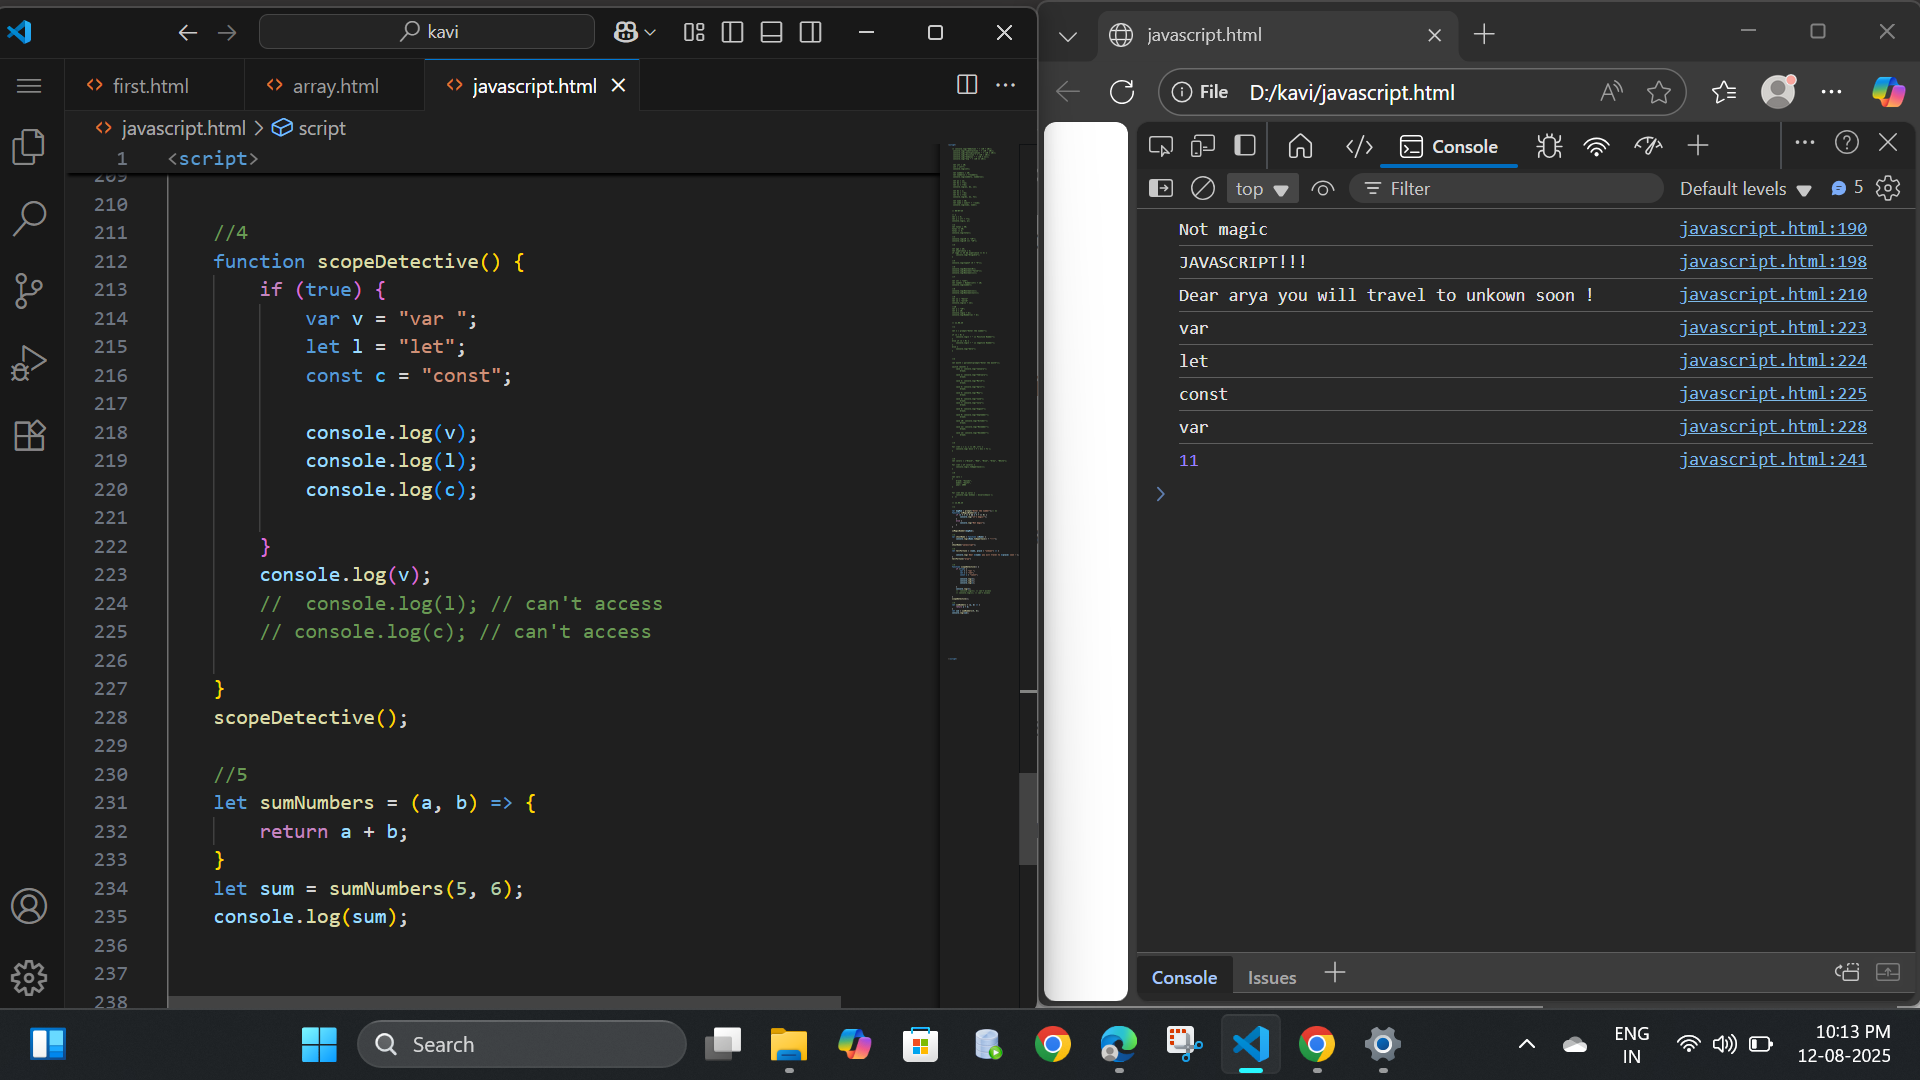 kavi
first.html
array.html
javascript.html
javascript.html > script
1 <script>
209
210
211 //4
212 function scopeDetective() {
213 if (true) {
214 var v = "var ";
215 let l = "let";
216 const c = "const";
217
218 console.log(v);
219 console.log(l);
220 console.log(c);
221
222 }
223 console.log(v);
224 //  console.log(l); // can't access
225 // console.log(c); // can't access
226
227 }
228 scopeDetective();
229
230 //5
231 let sumNumbers = (a, b) => {
232 return a + b;
233 }
234 let sum = sumNumbers(5, 6);
235 console.log(sum);
236
237
238
javascript.html
File D:/kavi/javascript.html
Console
top
Filter
Default levels
5
Not magic javascript.html:190
JAVASCRIPT!!! javascript.html:198
Dear arya you will travel to unkown soon ! javascript.html:210
var javascript.html:223
let javascript.html:224
const javascript.html:225
var javascript.html:228
11 javascript.html:241
Console
Issues
Search
ENG
IN
10:13 PM
12-08-2025